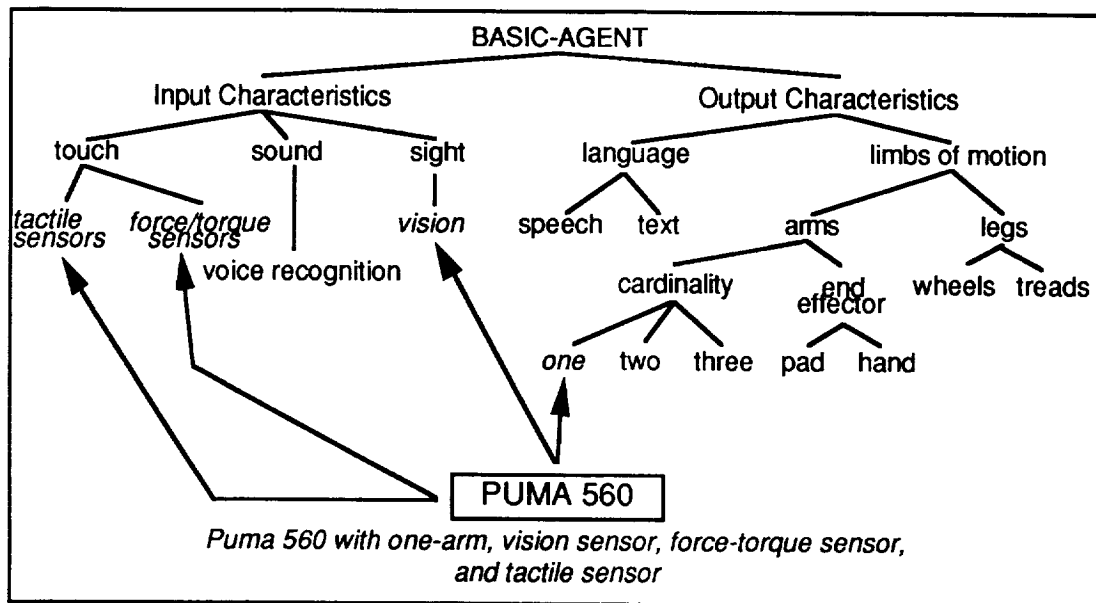 BASIC-AGENT
Input Characteristics
Output Characteristics
touch
sound
sight
language
limbs of motion
tactile
sensors
force/torque
sensors
vision
speech
text
arms
legs
voice recognition
cardinality
end
effector
wheels
treads
one
two
three
pad
hand
PUMA 560
Puma 560 with one-arm, vision sensor, force-torque sensor,
and tactile sensor